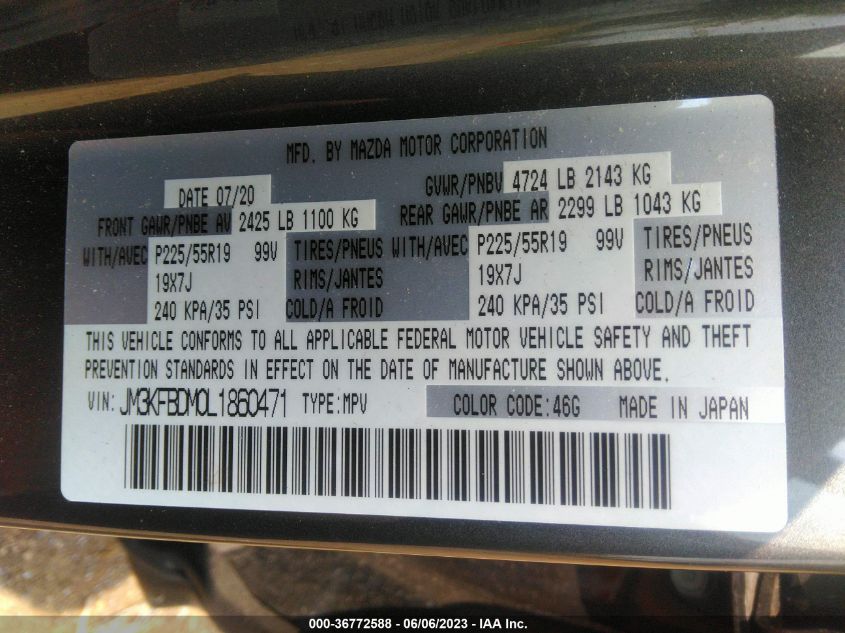 MFD. BY MAZDA MOTOR CORPORATION
DATE 07/20 GVWR/PNBV 4724 LB 2143 KG
FRONT GAWR/PNBE AV 2425 LB 1100 KG REAR GAWR/PNBE AR 2299 LB 1043 KG
WITH/AVEC P225/55R19 99V TIRES/PNEUS WITH/AVEC P225/55R19 99V TIRES/PNEUS
19X7J RIMS/JANTES 19X7J RIMS/JANTES
240 KPA/35 PSI COLD/A FROID 240 KPA/35 PSI COLD/A FROID
THIS VEHICLE CONFORMS TO ALL APPLICABLE FEDERAL MOTOR VEHICLE SAFETY AND THEFT
PREVENTION STANDARDS IN EFFECT ON THE DATE OF MANUFACTURE SHOWN ABOVE.
VIN: JM3KFBDM0L1860471 TYPE:MPV COLOR CODE:46G MADE IN JAPAN
000-36772588 - 06/06/2023 - IAA Inc.